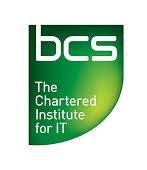 bcs
The
Chartered
Institute
for IT